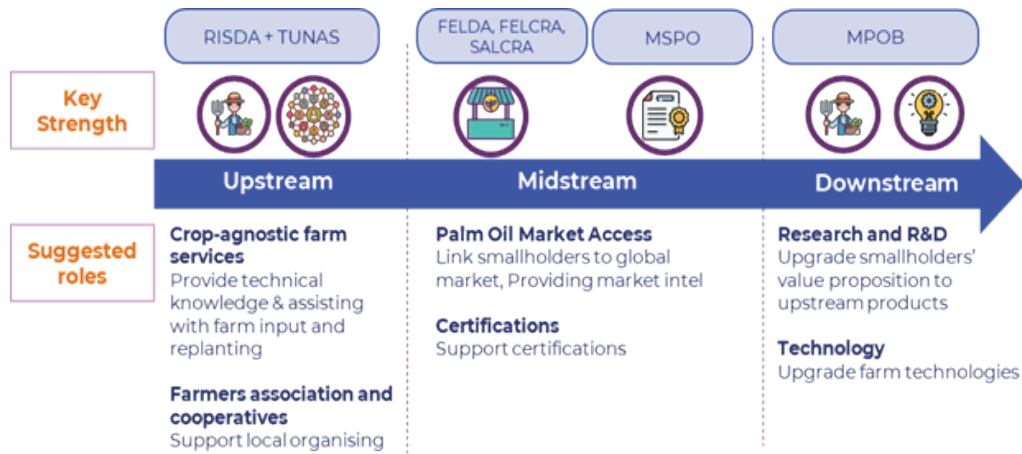 RISDA + TUNAS
FELDA, FELCRA,
SALCRA
MSPO
MPOB
Key
Strength
Upstream
Midstream
Downstream
Suggested
roles
Crop-agnostic farm
services
Provide technical
knowledge & assisting
with farm input and
replanting
Farmers association and
cooperatives
Support local organising
Palm Oil Market Access
Link smallholders to global
market, Providing market intel
Certifications
Support certifications
Research and R&D
Upgrade smallholders'
value proposition to
upstream products
Technology
Upgrade farm technologies